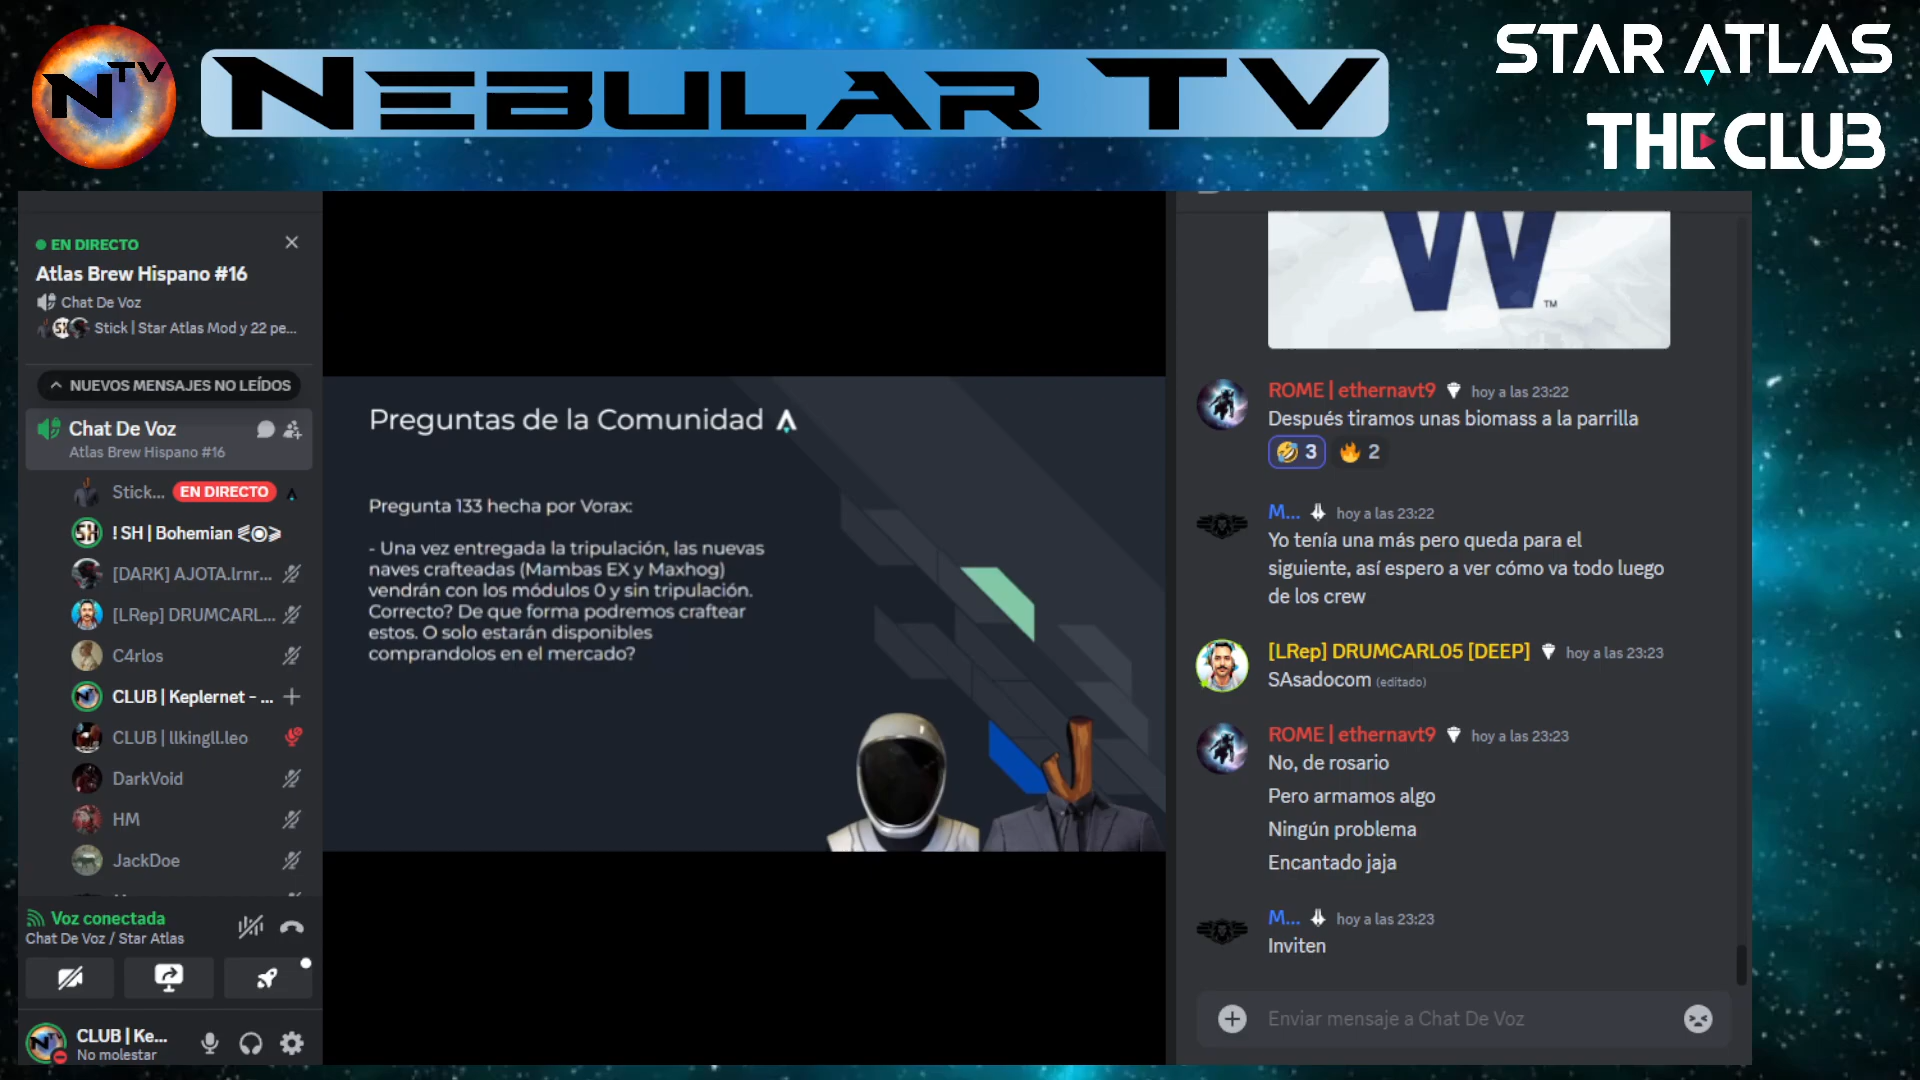 NTV
NEBULAR TV
STAR ATLAS
THE CLUB
EN DIRECTO
Atlas Brew Hispano #16
Chat De Voz
Stick | Star Atlas Mod y 22 pe...
NUEVOS MENSAJES NO LEÍDOS
Chat De Voz
Atlas Brew Hispano #16
Stick... EN DIRECTO
! SH | Bohemian
[DARK] AJOTA.lrnr...
[LRep] DRUMCARL...
C4rlos
CLUB | Keplernet - ...
CLUB | llkingll.leo
DarkVoid
HM
JackDoe
Voz conectada
Chat De Voz / Star Atlas
CLUB | Ke...
No molestar
Preguntas de la Comunidad
Pregunta 133 hecha por Vorax:
- Una vez entregada la tripulación, las nuevas
naves crafteadas (Mambas EX y Maxhog)
vendrán con los módulos 0 y sin tripulación.
Correcto? De que forma podremos craftear
estos. O solo estarán disponibles
comprandolos en el mercado?
W
TM
ROME | ethernavt9 hoy a las 23:22
Después tiramos unas biomass a la parrilla
3 2
M... hoy a las 23:22
Yo tenía una más pero queda para el
siguiente, así espero a ver cómo va todo luego
de los crew
[LRep] DRUMCARL05 [DEEP] hoy a las 23:23
SAsadocom (editado)
ROME | ethernavt9 hoy a las 23:23
No, de rosario
Pero armamos algo
Ningún problema
Encantado jaja
M... hoy a las 23:23
Inviten
Enviar mensaje a Chat De Voz